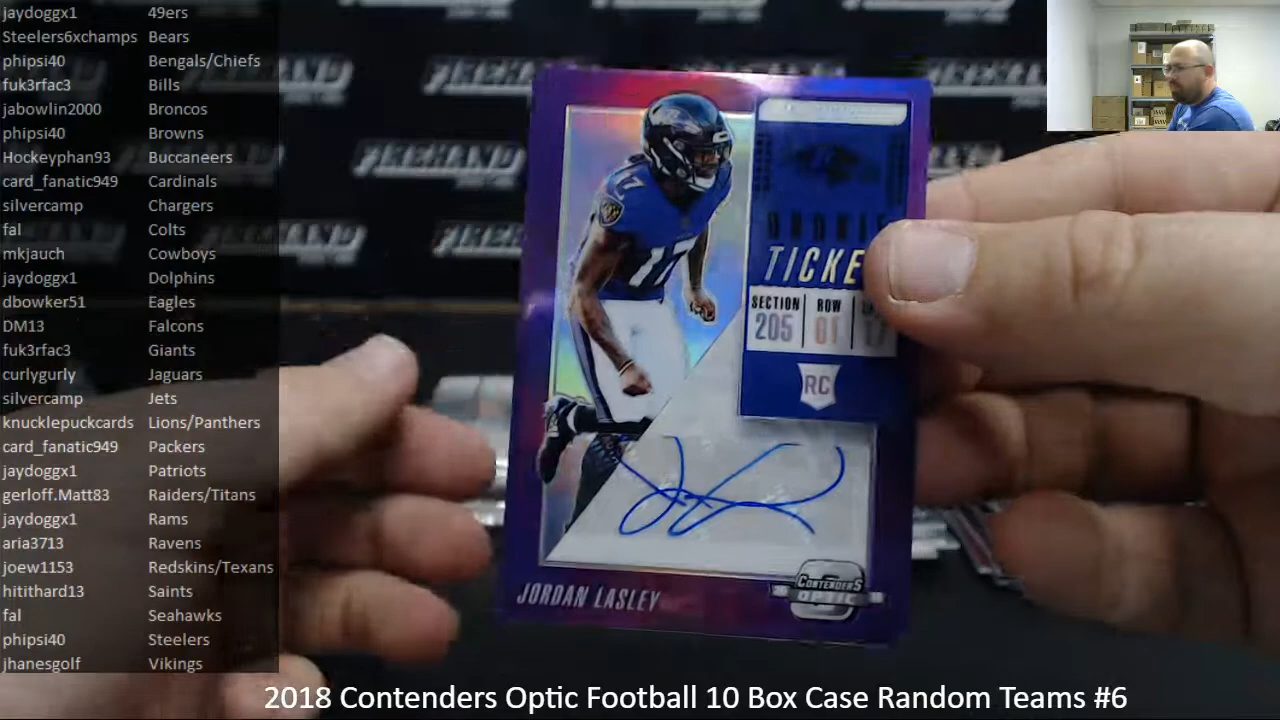 jaydoggx1 49ers
Steelers6xchamps Bears
phipsi40 Bengals/Chiefs
fuk3rfac3 Bills
jabowlin2000 Broncos
phipsi40 Browns
Hockeyphan93 Buccaneers
card_fanatic949 Cardinals
silvercamp Chargers
fal Colts
mkjauch Cowboys
jaydoggx1 Dolphins
dbowker51 Eagles
DM13 Falcons
fuk3rfac3 Giants
curlygurly Jaguars
silvercamp Jets
knucklepuckcards Lions/Panthers
card_fanatic949 Packers
jaydoggx1 Patriots
gerloff.Matt83 Raiders/Titans
jaydoggx1 Rams
aria3713 Ravens
joew1153 Redskins/Texans
hitithard13 Saints
fal Seahawks
phipsi40 Steelers
jhanesgolf Vikings
FIREHAND
TICKE
SECTION ROW
205 01 17
RC
17
JORDAN LASLEY
CONTENDERS
OPTIC
2018 Contenders Optic Football 10 Box Case Random Teams #6